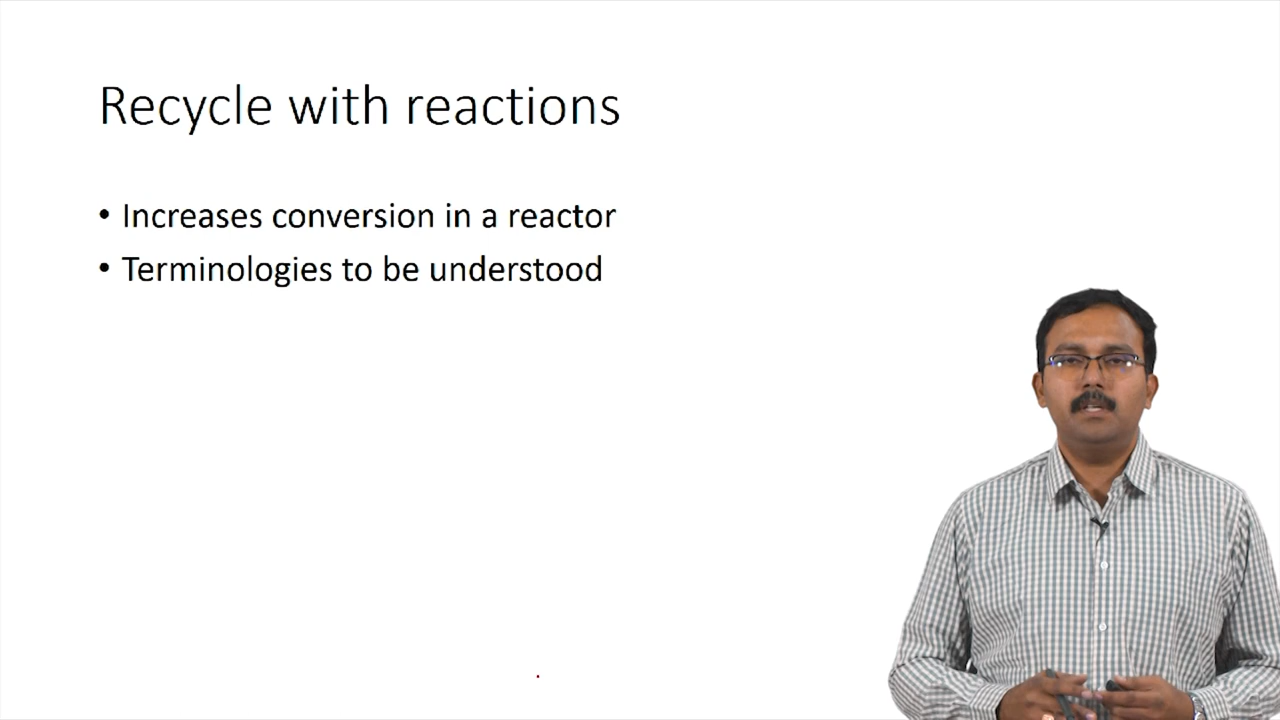 Recycle with reactions
• Increases conversion in a reactor
• Terminologies to be understood